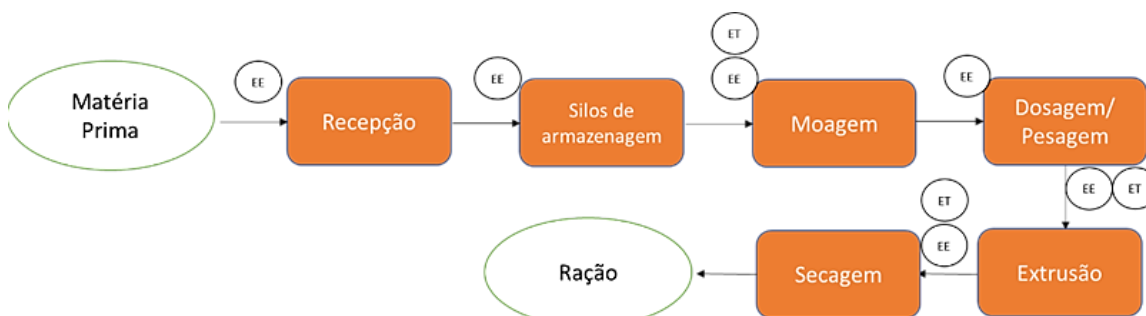 Matéria
Prima
EE
Recepção
EE
Silos de
armazenagem
ET
EE
Moagem
EE
Dosagem/
Pesagem
EE
ET
Extrusão
ET
EE
Secagem
Ração